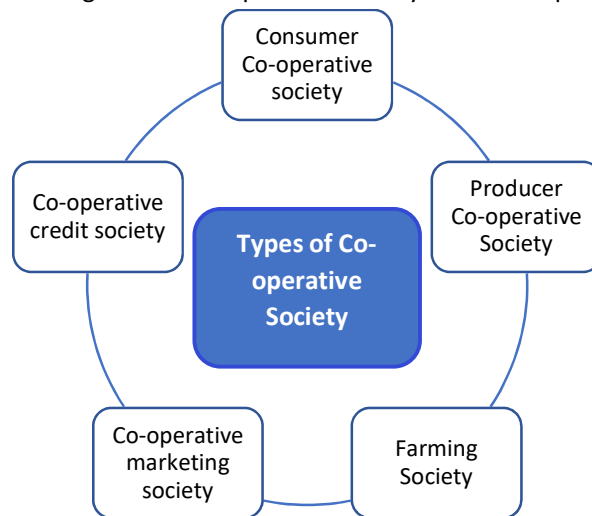 Consumer
Co-operative
society
Producer
Co-operative
Society
Farming
Society
Co-operative
marketing
society
Co-operative
credit society
Types of Co-
operative
Society